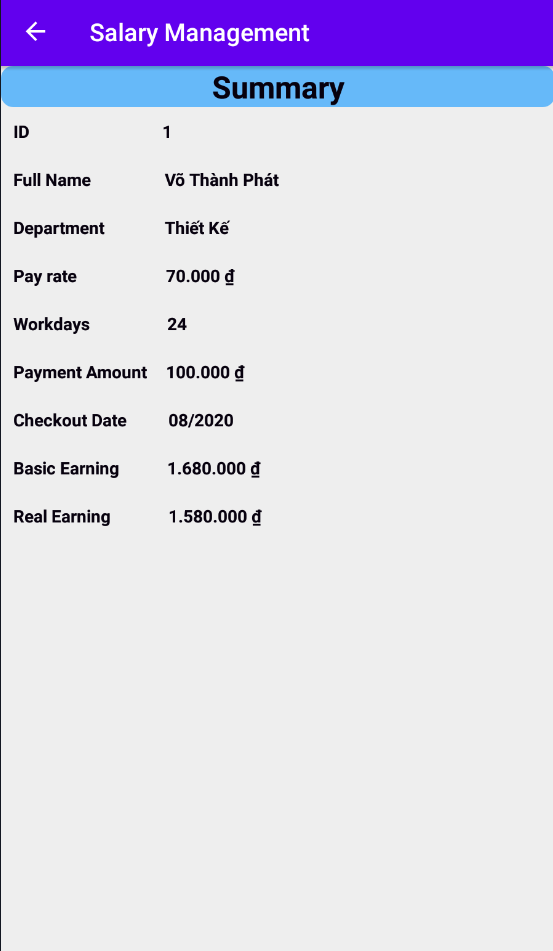 Salary Management
Summary
ID 1
Full Name Võ Thành Phát
Department Thiết Kế
Pay rate 70.000 ₫
Workdays 24
Payment Amount 100.000 ₫
Checkout Date 08/2020
Basic Earning 1.680.000 ₫
Real Earning 1.580.000 ₫